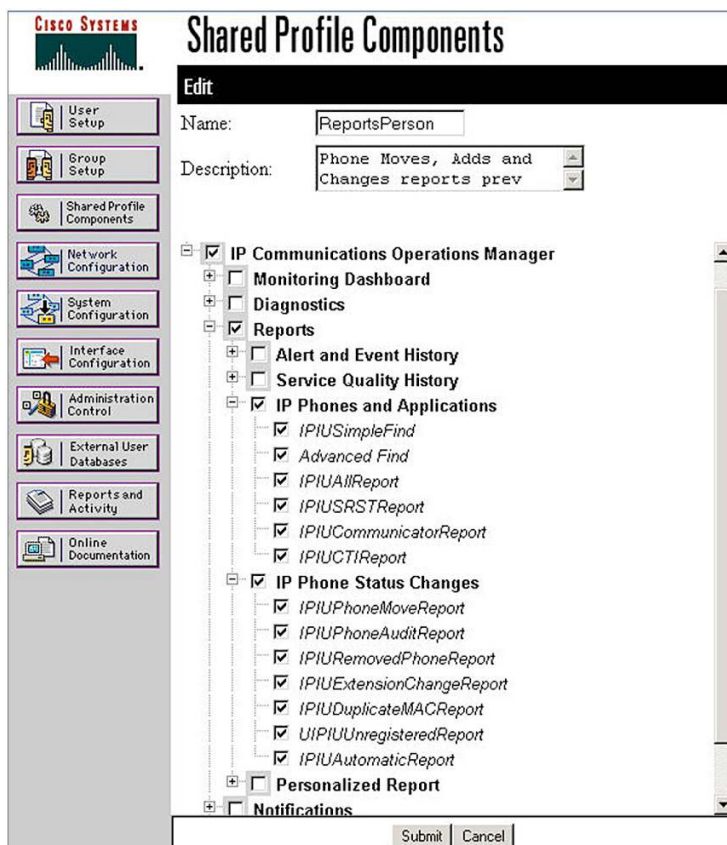 CISCO SYSTEMS
Shared Profile Components
Edit
User
Setup
Group
Setup
Shared Profile
Components
Network
Configuration
System
Configuration
Interface
Configuration
Administration
Control
External User
Databases
Reports and
Activity
Online
Documentation
Name: ReportsPerson
Description: Phone Moves, Adds and
Changes reports prev
IP Communications Operations Manager
Monitoring Dashboard
Diagnostics
Reports
Alert and Event History
Service Quality History
IP Phones and Applications
IPIUSimpleFind
Advanced Find
IPIUAllReport
IPIUSRSTReport
IPIUCommunicatorReport
IPIUCTIReport
IP Phone Status Changes
IPIUPhoneMoveReport
IPIUPhoneAuditReport
IPIURemovedPhoneReport
IPIUExtensionChangeReport
IPIUDuplicateMACReport
UIPIUUnregisteredReport
IPIUAutomaticReport
Personalized Report
Notifications
Submit Cancel